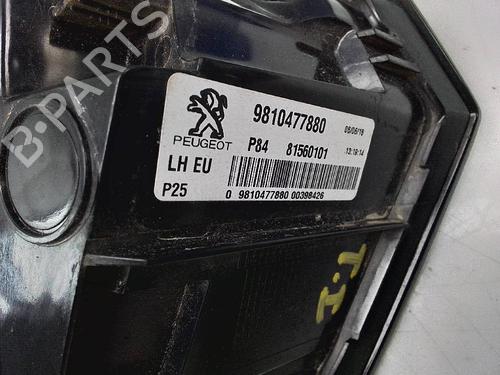 B-PARTS
9810477880 05/06/19
PEUGEOT P84 81560101 13:19:14
LH EU
P25 0 9810477880 00398426
T.I